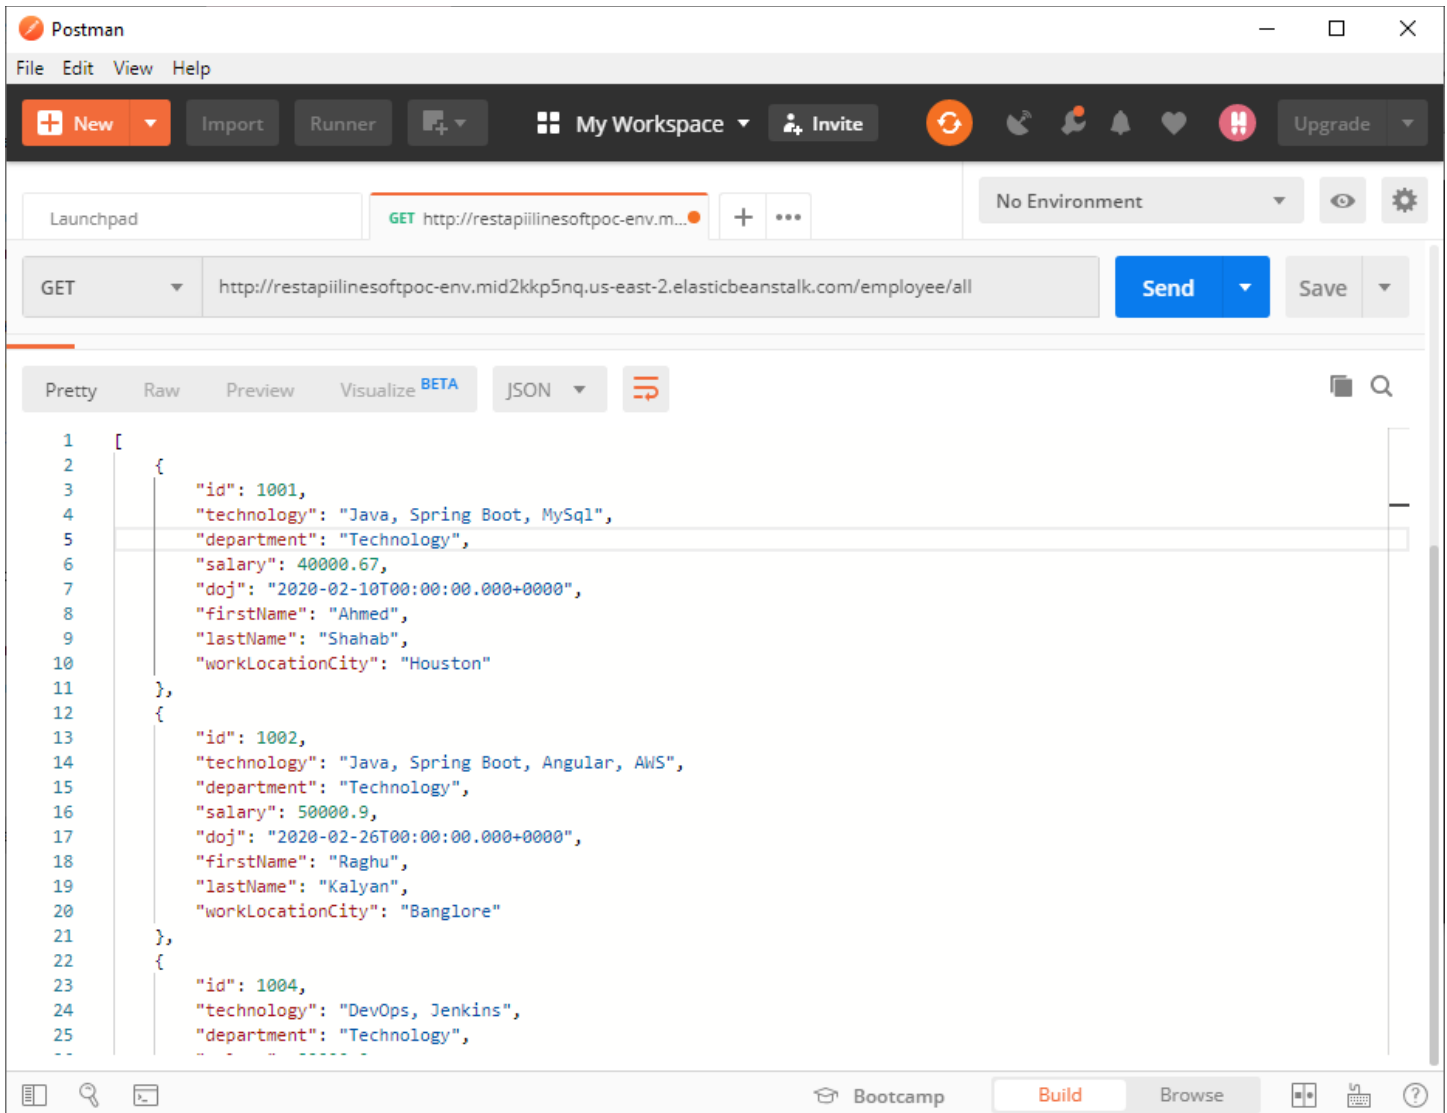 Postman
File Edit View Help
New Import Runner My Workspace Invite Upgrade
Launchpad GET http://restapiilinesoftpoc-env.m... No Environment
GET http://restapiilinesoftpoc-env.mid2kkp5nq.us-east-2.elasticbeanstalk.com/employee/all Send Save
Pretty Raw Preview Visualize BETA JSON
1 [
2 {
3 "id": 1001,
4 "technology": "Java, Spring Boot, MySql",
5 "department": "Technology",
6 "salary": 40000.67,
7 "doj": "2020-02-10T00:00:00.000+0000",
8 "firstName": "Ahmed",
9 "lastName": "Shahab",
10 "workLocationCity": "Houston"
11 },
12 {
13 "id": 1002,
14 "technology": "Java, Spring Boot, Angular, AWS",
15 "department": "Technology",
16 "salary": 50000.9,
17 "doj": "2020-02-26T00:00:00.000+0000",
18 "firstName": "Raghu",
19 "lastName": "Kalyan",
20 "workLocationCity": "Banglore"
21 },
22 {
23 "id": 1004,
24 "technology": "DevOps, Jenkins",
25 "department": "Technology",
Bootcamp Build Browse